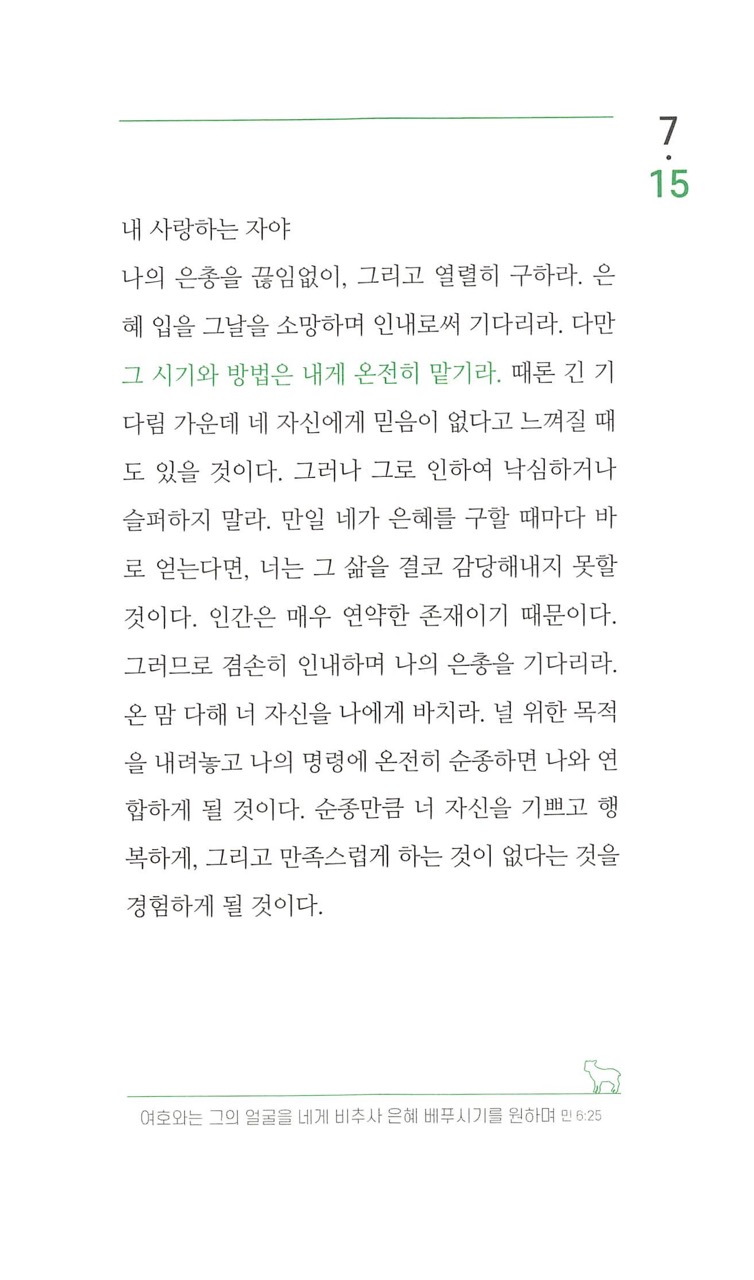 7
·
15
내 사랑하는 자야
나의 은총을 끊임없이, 그리고 열렬히 구하라. 은
혜 입을 그날을 소망하며 인내로써 기다리라. 다만
그 시기와 방법은 내게 온전히 맡기라. 때론 긴 기
다림 가운데 네 자신에게 믿음이 없다고 느껴질 때
도 있을 것이다. 그러나 그로 인하여 낙심하거나
슬퍼하지 말라. 만일 네가 은혜를 구할 때마다 바
로 얻는다면, 너는 그 삶을 결코 감당해내지 못할
것이다. 인간은 매우 연약한 존재이기 때문이다.
그러므로 겸손히 인내하며 나의 은총을 기다리라.
온 맘 다해 너 자신을 나에게 바치라. 널 위한 목적
을 내려놓고 나의 명령에 온전히 순종하면 나와 연
합하게 될 것이다. 순종만큼 너 자신을 기쁘고 행
복하게, 그리고 만족스럽게 하는 것이 없다는 것을
경험하게 될 것이다.
여호와는 그의 얼굴을 네게 비추사 은혜 베푸시기를 원하며 민 6:25